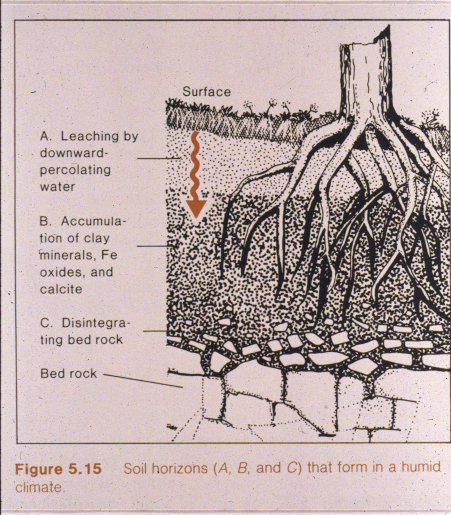 Surface
A. Leaching by
downward-
percolating
water
B. Accumula-
tion of clay
minerals, Fe
oxides, and
calcite
C. Disintegra-
ting bed rock
Bed rock
Figure 5.15 Soil horizons (A, B, and C) that form in a humid
climate.